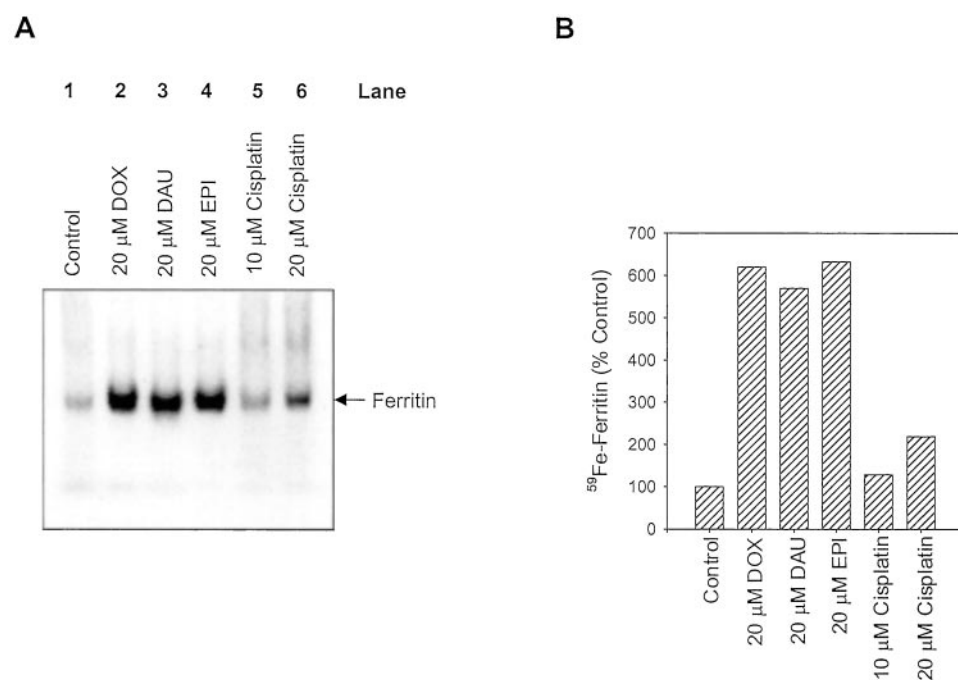 A
1 2 3 4 5 6 Lane
Control
20 µM DOX
20 µM DAU
20 µM EPI
10 µM Cisplatin
20 µM Cisplatin
Ferritin
B
⁵⁹Fe-Ferritin (% Control)
700
600
500
400
300
200
100
0
Control
20 µM DOX
20 µM DAU
20 µM EPI
10 µM Cisplatin
20 µM Cisplatin